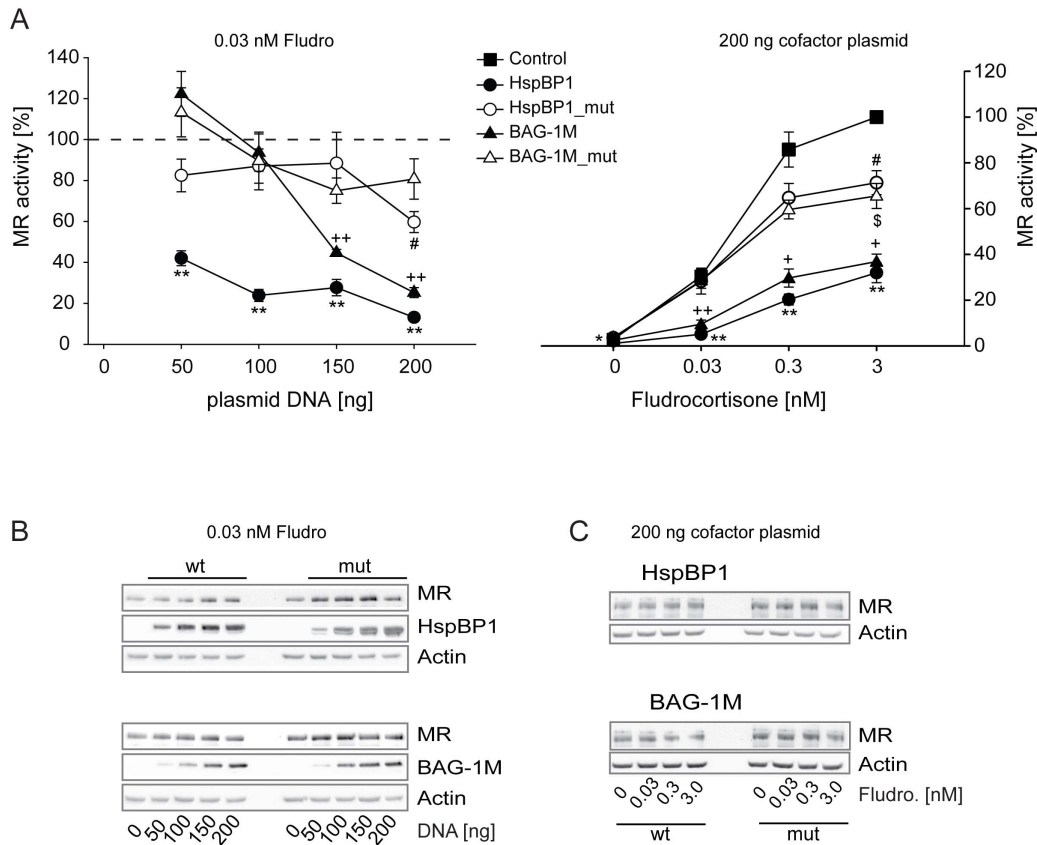 A
0.03 nM Fludro
200 ng cofactor plasmid
Control
HspBP1
HspBP1_mut
BAG-1M
BAG-1M_mut
MR activity [%]
140
120
100
80
60
40
20
0
**
**
**
**
++
++
#
0 50 100 150 200
plasmid DNA [ng]
*
++
**
+
**
#
$
+
**
0 0.03 0.3 3
Fludrocortisone [nM]
120
100
80
60
40
20
0
MR activity [%]
B
0.03 nM Fludro
wt mut
MR
HspBP1
Actin
MR
BAG-1M
Actin
0 50 100 150 200 0 50 100 150 200 DNA [ng]
C
200 ng cofactor plasmid
HspBP1
MR
Actin
BAG-1M
MR
Actin
0 0.03 0.3 3.0 0 0.03 0.3 3.0 Fludro. [nM]
wt mut